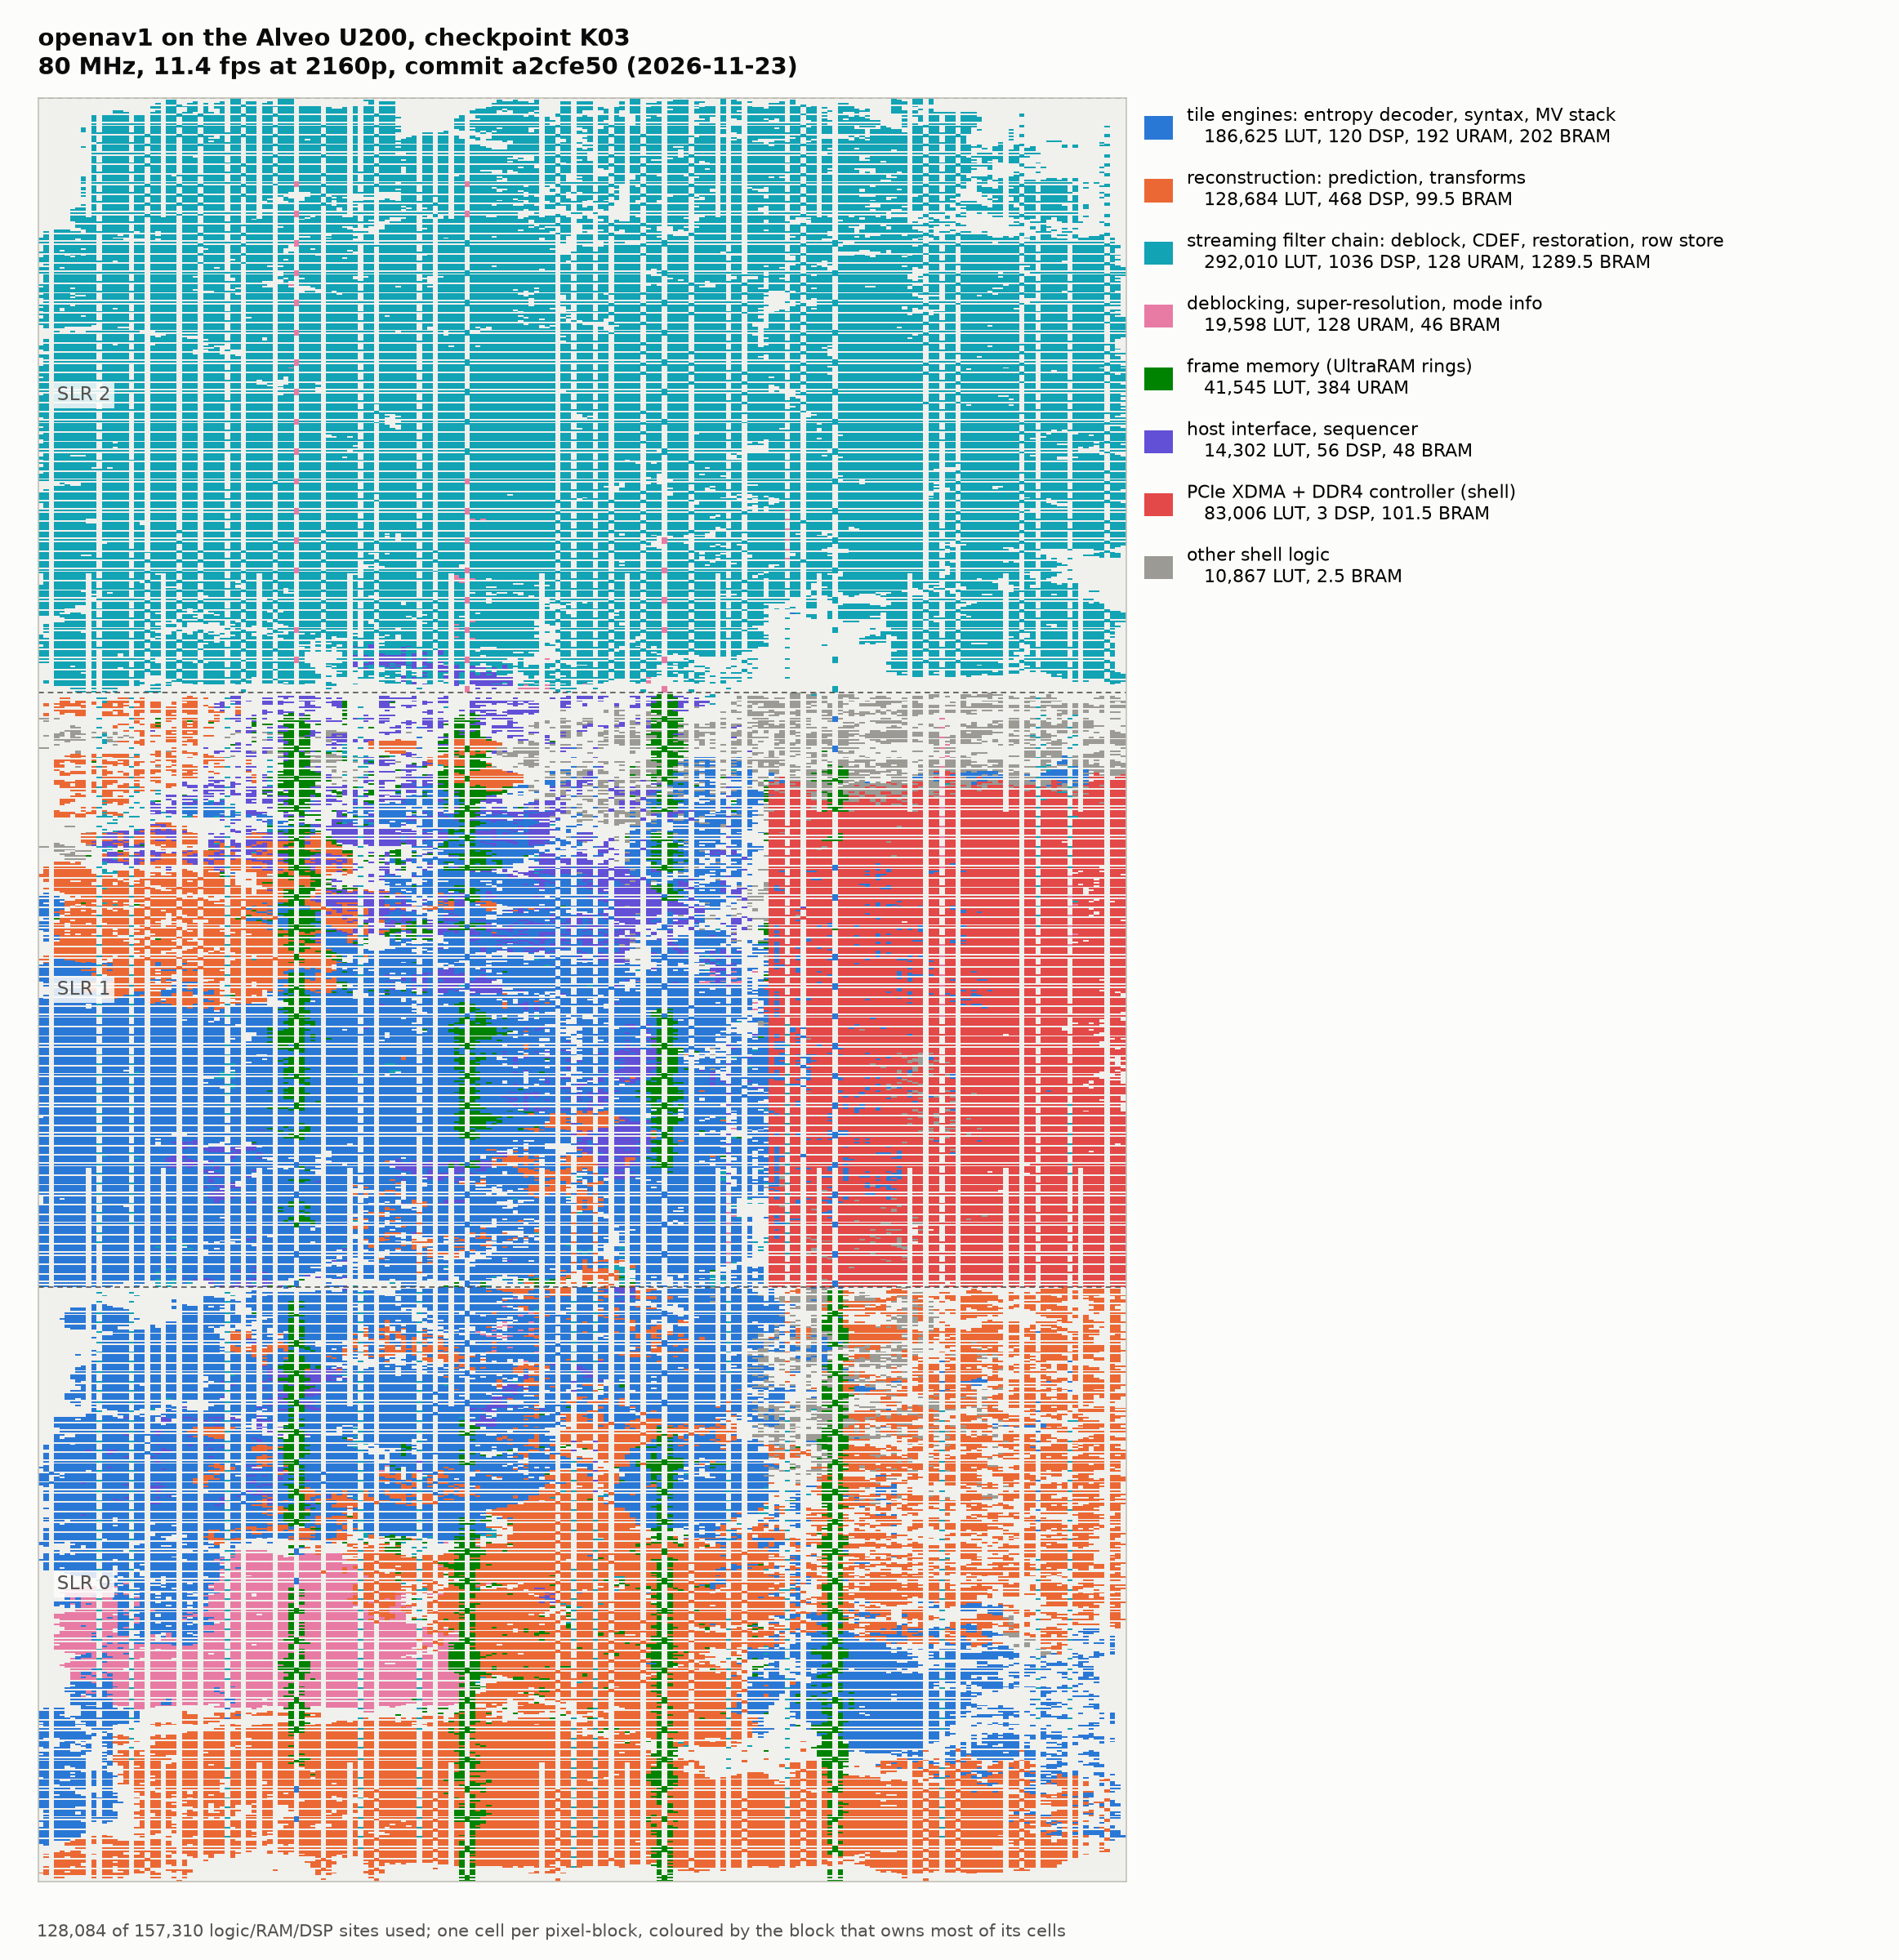 openav1 on the Alveo U200, checkpoint K03
80 MHz, 11.4 fps at 2160p, commit a2cfe50 (2026-11-23)
tile engines: entropy decoder, syntax, MV stack
186,625 LUT, 120 DSP, 192 URAM, 202 BRAM
reconstruction: prediction, transforms
128,684 LUT, 468 DSP, 99.5 BRAM
streaming filter chain: deblock, CDEF, restoration, row store
292,010 LUT, 1036 DSP, 128 URAM, 1289.5 BRAM
deblocking, super-resolution, mode info
19,598 LUT, 128 URAM, 46 BRAM
frame memory (UltraRAM rings)
41,545 LUT, 384 URAM
host interface, sequencer
14,302 LUT, 56 DSP, 48 BRAM
PCIe XDMA + DDR4 controller (shell)
83,006 LUT, 3 DSP, 101.5 BRAM
other shell logic
10,867 LUT, 2.5 BRAM
SLR 2
SLR 1
SLR 0
128,084 of 157,310 logic/RAM/DSP sites used; one cell per pixel-block, coloured by the block that owns most of its cells